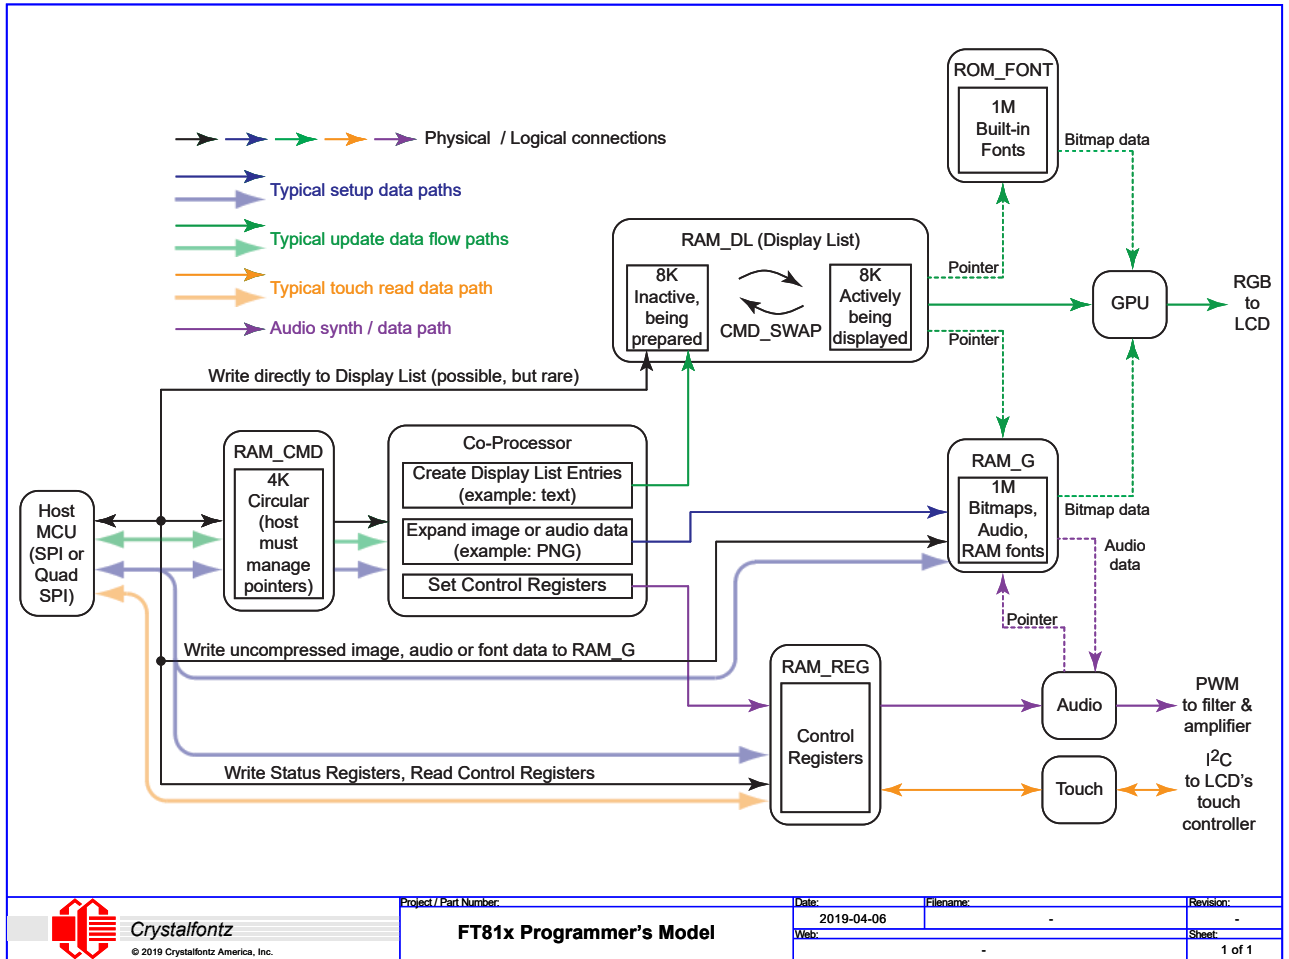 ROM_FONT
1M
Built-in
Fonts
Bitmap data
Physical / Logical connections
Typical setup data paths
Typical update data flow paths
Typical touch read data path
Audio synth / data path
RAM_DL (Display List)
8K
Inactive,
being
prepared
CMD_SWAP
8K
Actively
being
displayed
Pointer
Pointer
GPU
RGB
to
LCD
Write directly to Display List (possible, but rare)
Host
MCU
(SPI or
Quad
SPI)
RAM_CMD
4K
Circular
(host
must
manage
pointers)
Co-Processor
Create Display List Entries
(example: text)
Expand image or audio data
(example: PNG)
Set Control Registers
RAM_G
1M
Bitmaps,
Audio,
RAM fonts
Bitmap data
Audio
data
Pointer
Write uncompressed image, audio or font data to RAM_G
RAM_REG
Control
Registers
Audio
PWM
to filter &
amplifier
Write Status Registers, Read Control Registers
Touch
I2C
to LCD's
touch
controller
Crystalfontz
© 2019 Crystalfontz America, Inc.
Project / Part Number:
FT81x Programmer's Model
Date:
2019-04-06
Filename:
-
Revision:
-
Web:
-
Sheet:
1 of 1